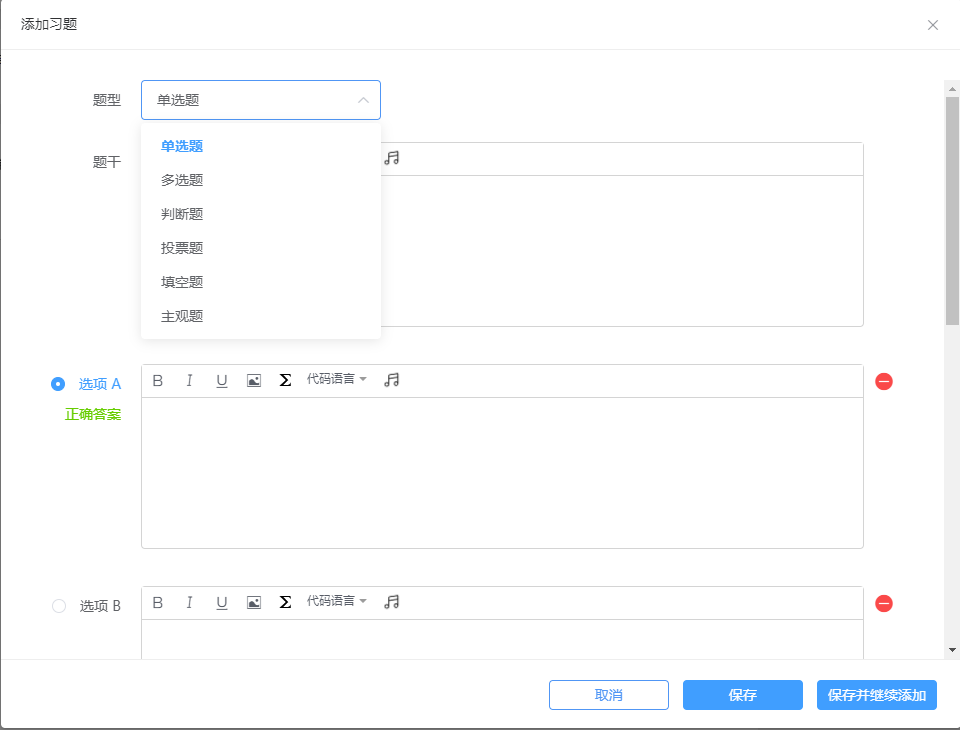 添加习题
题型 单选题
单选题
题干
多选题
判断题
投票题
填空题
主观题
选项 A B I U Σ 代码语言
正确答案
选项 B B I U Σ 代码语言
取消 保存 保存并继续添加